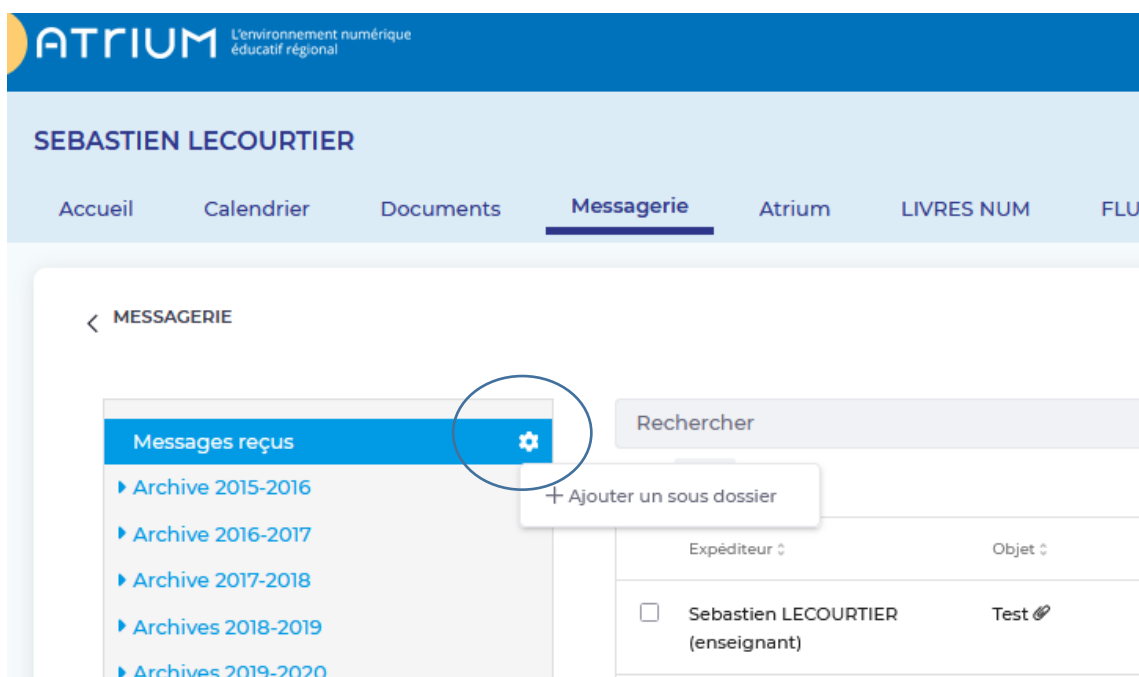 ATrIUM
L'environnement numérique
éducatif régional
SEBASTIEN LECOURTIER
Accueil Calendrier Documents Messagerie Atrium LIVRES NUM FLU
MESSAGERIE
Messages reçus
Archive 2015-2016
Archive 2016-2017
Archive 2017-2018
Archives 2018-2019
Archives 2019-2020
Rechercher
+ Ajouter un sous dossier
Expéditeur Objet
Sebastien LECOURTIER Test
(enseignant)